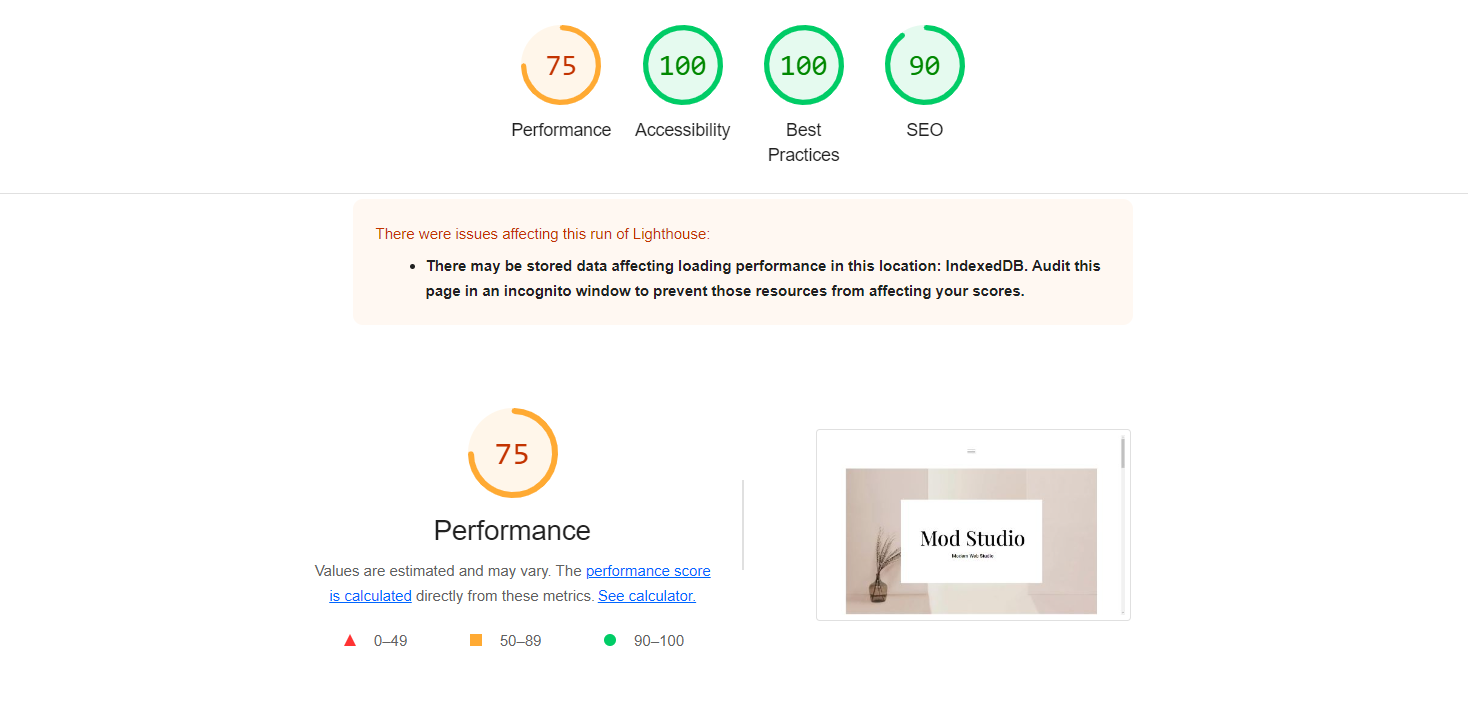 75
100
100
90
Performance
Accessibility
Best
Practices
SEO
There were issues affecting this run of Lighthouse:
There may be stored data affecting loading performance in this location: IndexedDB. Audit this
page in an incognito window to prevent those resources from affecting your scores.
75
Performance
Values are estimated and may vary. The performance score
is calculated directly from these metrics. See calculator.
0–49
50–89
90–100
Mod Studio
Modern Web Studio